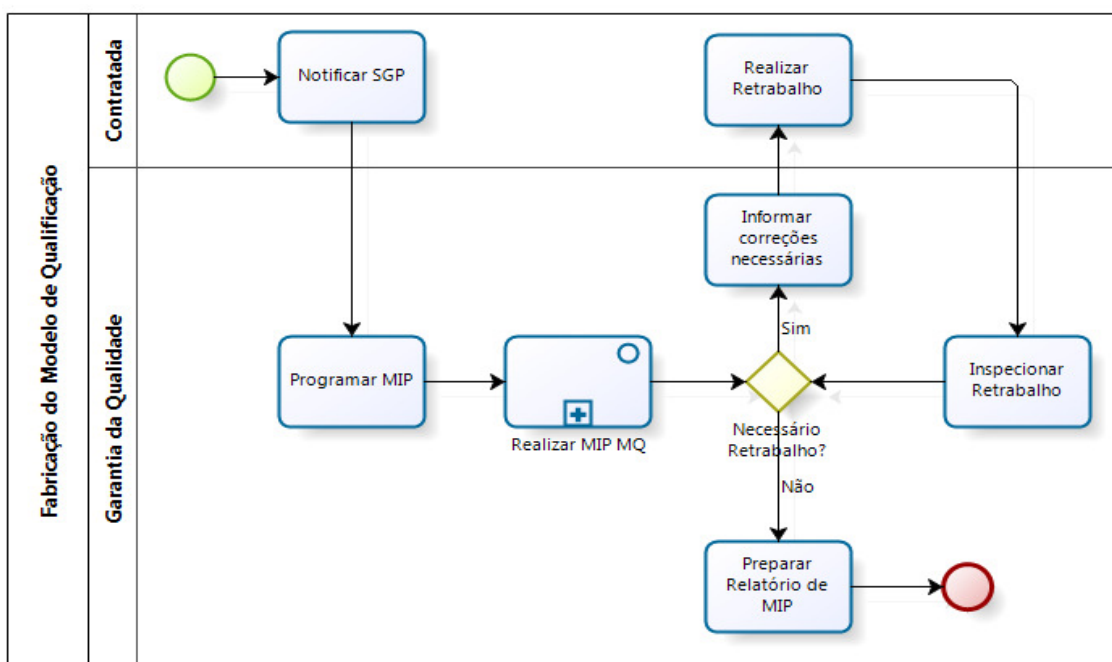 Fabricação do Modelo de Qualificação
Contratada
Notificar SGP
Realizar
Retrabalho
Garantia da Qualidade
Informar
correções
necessárias
Sim
Programar MIP
Realizar MIP MQ
Necessário
Retrabalho?
Inspecionar
Retrabalho
Não
Preparar
Relatório de
MIP